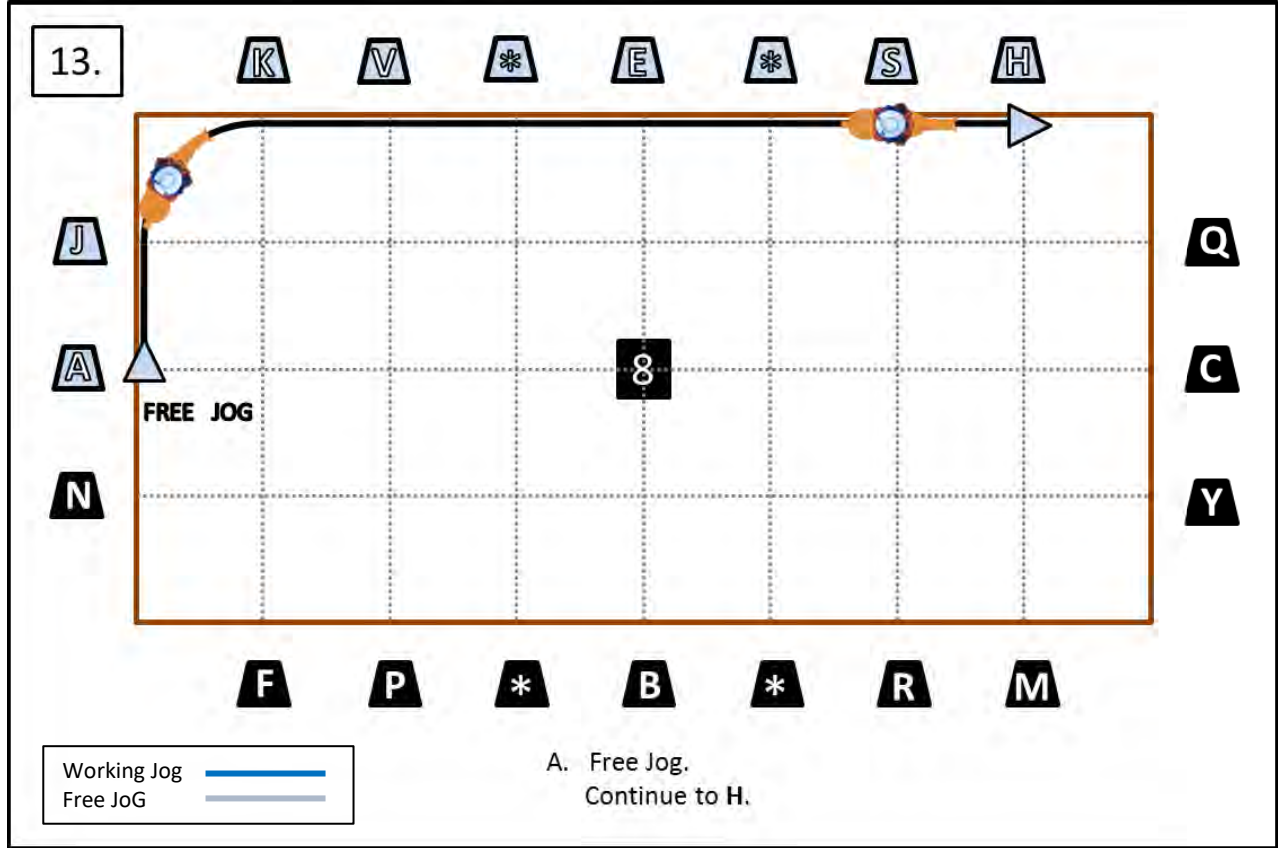 13.
K V * E * S H
J Q
A 8 C
FREE JOG
N Y
F P * B * R M
Working Jog
Free JoG
A. Free Jog.
Continue to H.